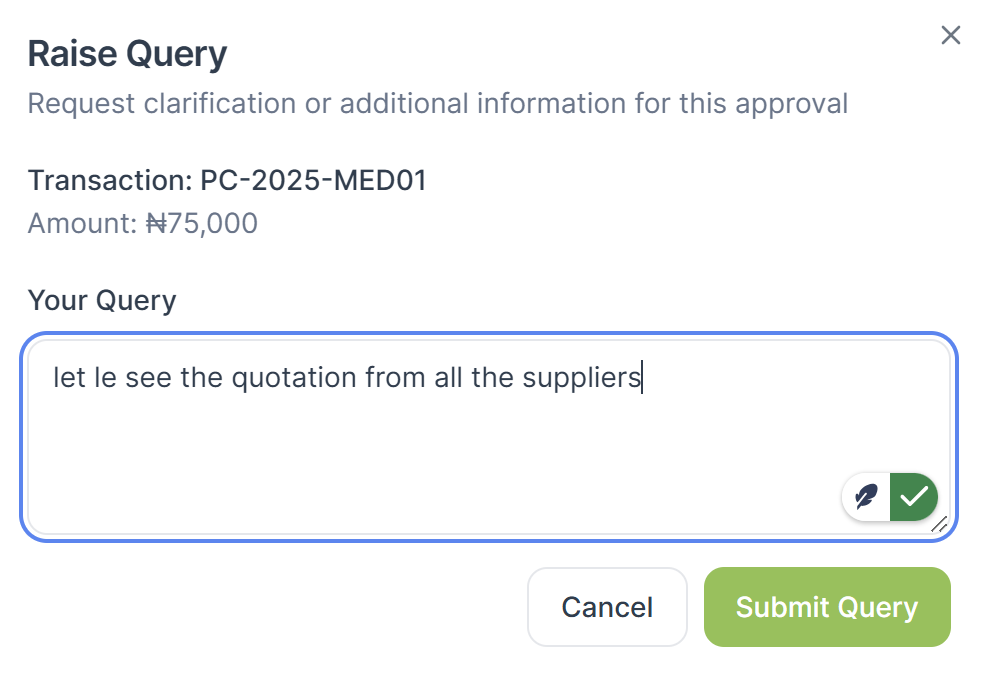 Raise Query
Request clarification or additional information for this approval
Transaction: PC-2025-MED01
Amount: ₦75,000
Your Query
let le see the quotation from all the suppliers
Cancel
Submit Query